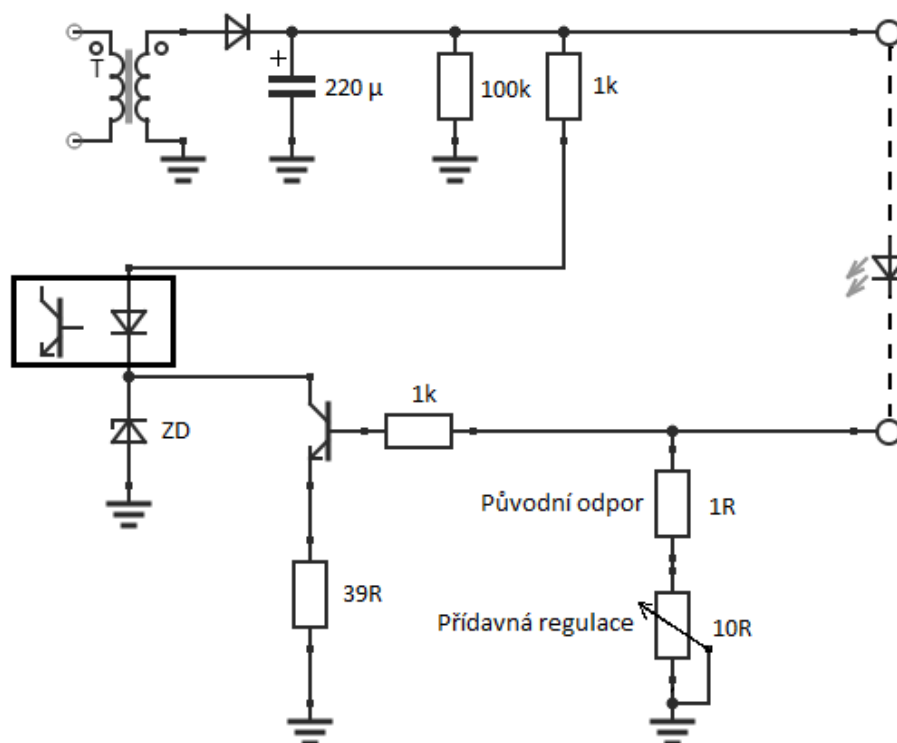 T
+
220 µ
100k
1k
ZD
1k
Původní odpor
1R
39R
Přídavná regulace
10R